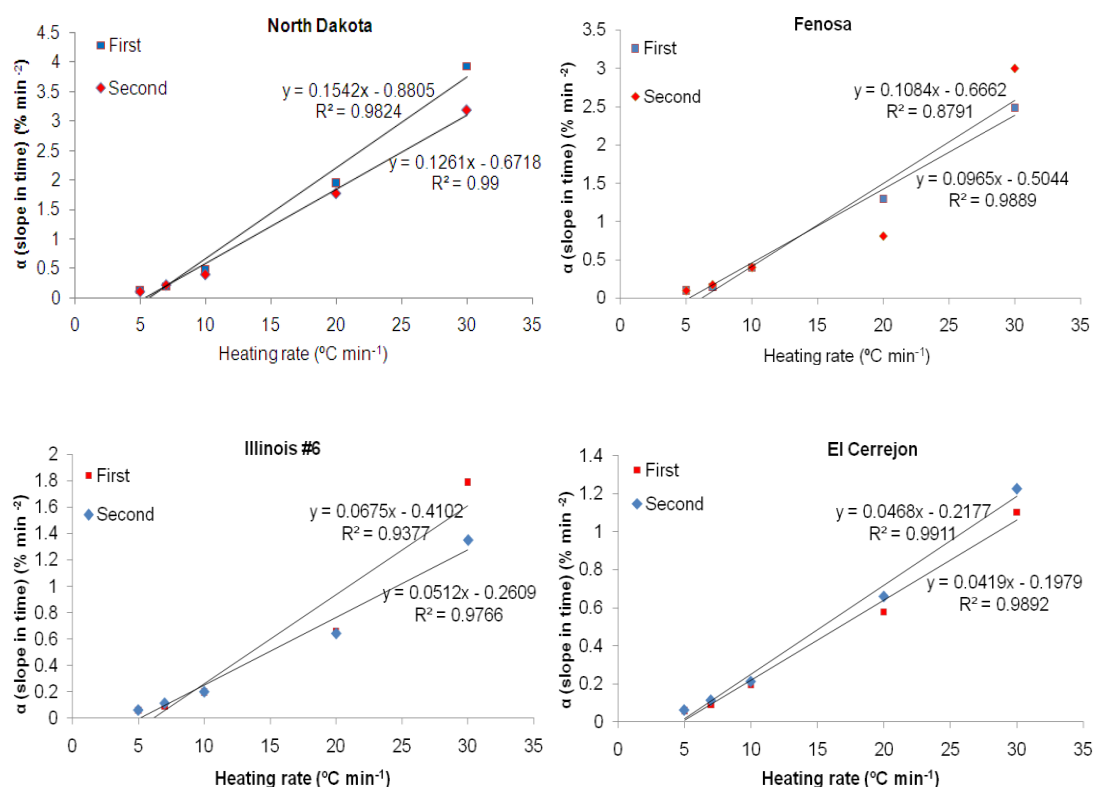 North Dakota
First
Second
y = 0.1542x - 0.8805
R² = 0.9824
y = 0.1261x - 0.6718
R² = 0.99
α (slope in time) (% min -2)
4.5
4
3.5
3
2.5
2
1.5
1
0.5
0
0 5 10 15 20 25 30 35
Heating rate (ºC min-1)
Fenosa
First
Second
y = 0.1084x - 0.6662
R² = 0.8791
y = 0.0965x - 0.5044
R² = 0.9889
α (slope in time) (% min -2)
3.5
3
2.5
2
1.5
1
0.5
0
0 5 10 15 20 25 30 35
Heating rate (ºC min-1)
Illinois #6
First
Second
y = 0.0675x - 0.4102
R² = 0.9377
y = 0.0512x - 0.2609
R² = 0.9766
α (slope in time) (% min -2)
2
1.8
1.6
1.4
1.2
1
0.8
0.6
0.4
0.2
0
0 5 10 15 20 25 30 35
Heating rate (ºC min-1)
El Cerrejon
First
Second
y = 0.0468x - 0.2177
R² = 0.9911
y = 0.0419x - 0.1979
R² = 0.9892
α (slope in time) (% min -2)
1.4
1.2
1
0.8
0.6
0.4
0.2
0
0 5 10 15 20 25 30 35
Heating rate (ºC min-1)